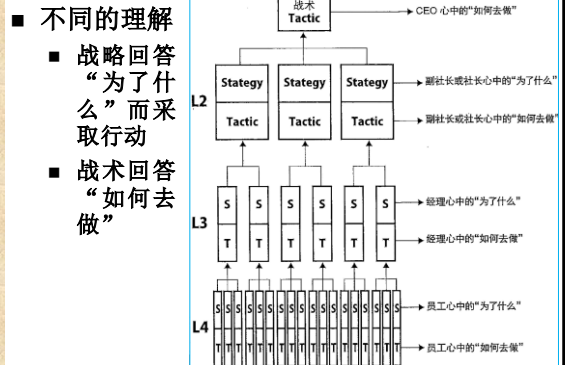 ■ 不同的理解
■ 战略回答
“为了什
么”而采
取行动
■ 战术回答
“如何去
做”
战术
Tactic
CEO 心中的“如何去做”
L2
Stategy Stategy Stategy
副社长或社长心中的“为了什么”
Tactic Tactic Tactic
副社长或社长心中的“如何去做”
L3
S S S S S S
经理心中的“为了什么”
T T T T T T
经理心中的“如何去做”
L4
S S S S S S S S S S S S S S S S S S
员工心中的“为了什么”
T T T T T T T T T T T T T T T T T T
员工心中的“如何去做”